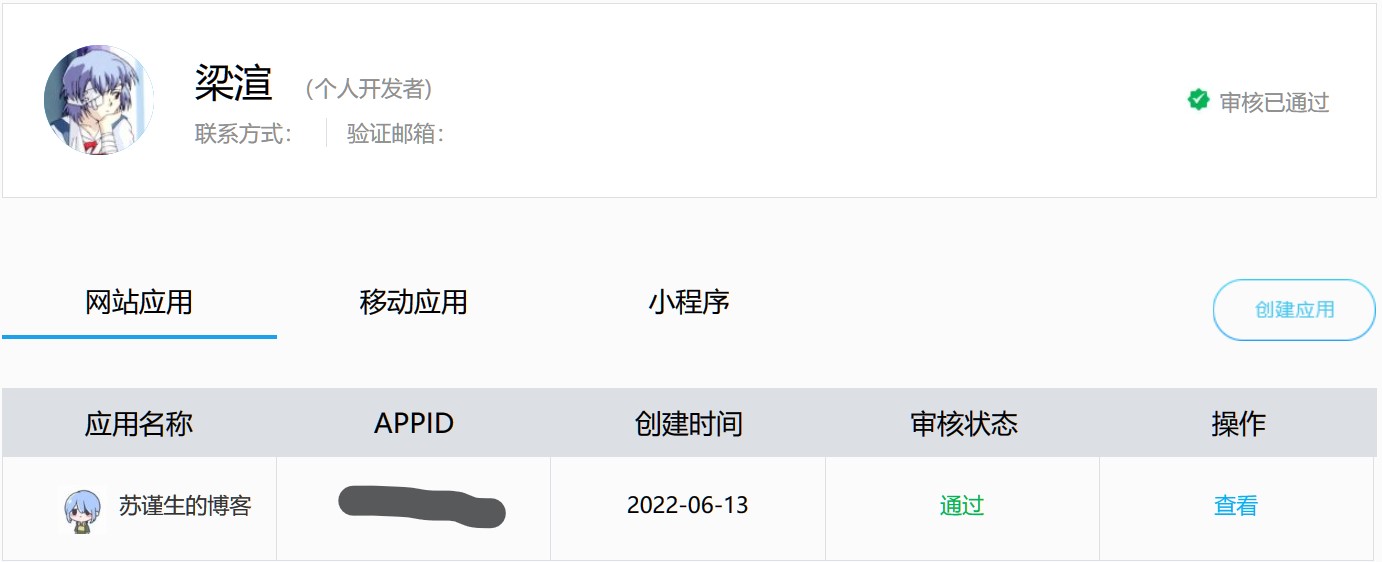 梁渲 (个人开发者)
审核已通过
联系方式: 验证邮箱:
网站应用 移动应用 小程序 创建应用
应用名称 APPID 创建时间 审核状态 操作
苏谨生的博客 2022-06-13 通过 查看